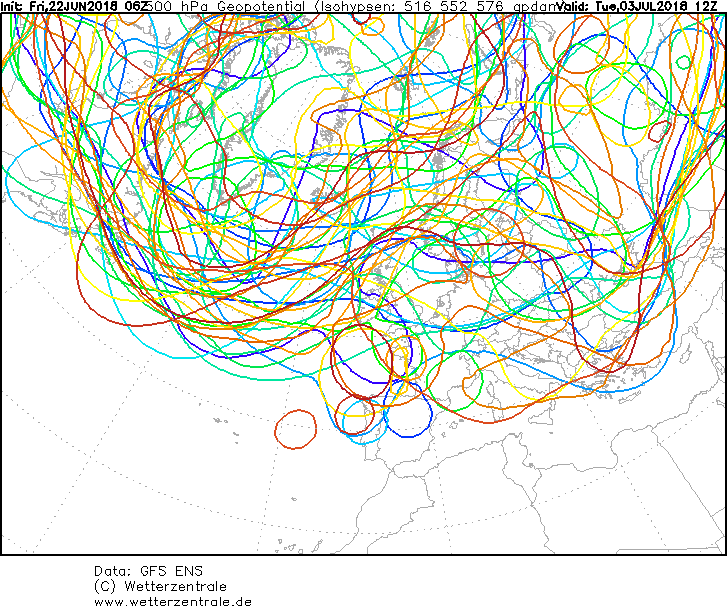 Init: Fri,22JUN2018 06Z 500 hPa Geopotential (Isohypsen: 516 552 576 gpdam) Valid: Tue,03JUL2018 12Z
Data: GFS ENS
(C) Wetterzentrale
www.wetterzentrale.de